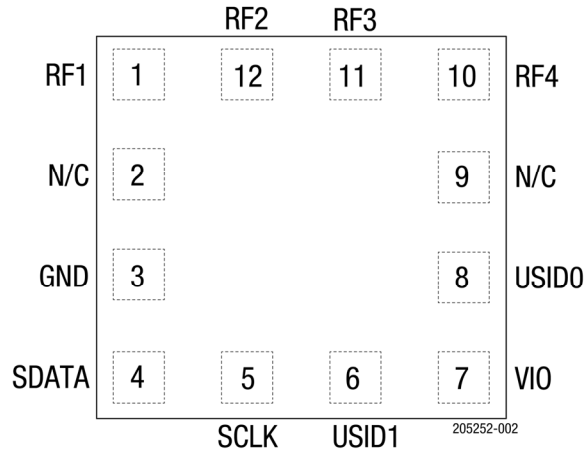 RF2 RF3
RF1 1 12 11 10 RF4
N/C 2 9 N/C
GND 3 8 USID0
SDATA 4 5 6 7 VIO
SCLK USID1 205252-002